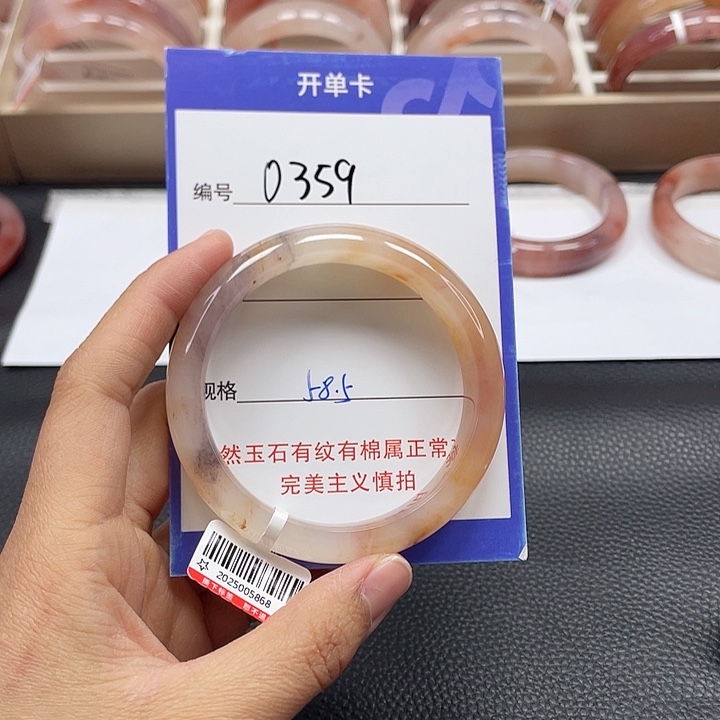 开单卡
编号 0359
规格 58.5
然玉石有纹有棉属正常
完美主义慎拍
2025005868